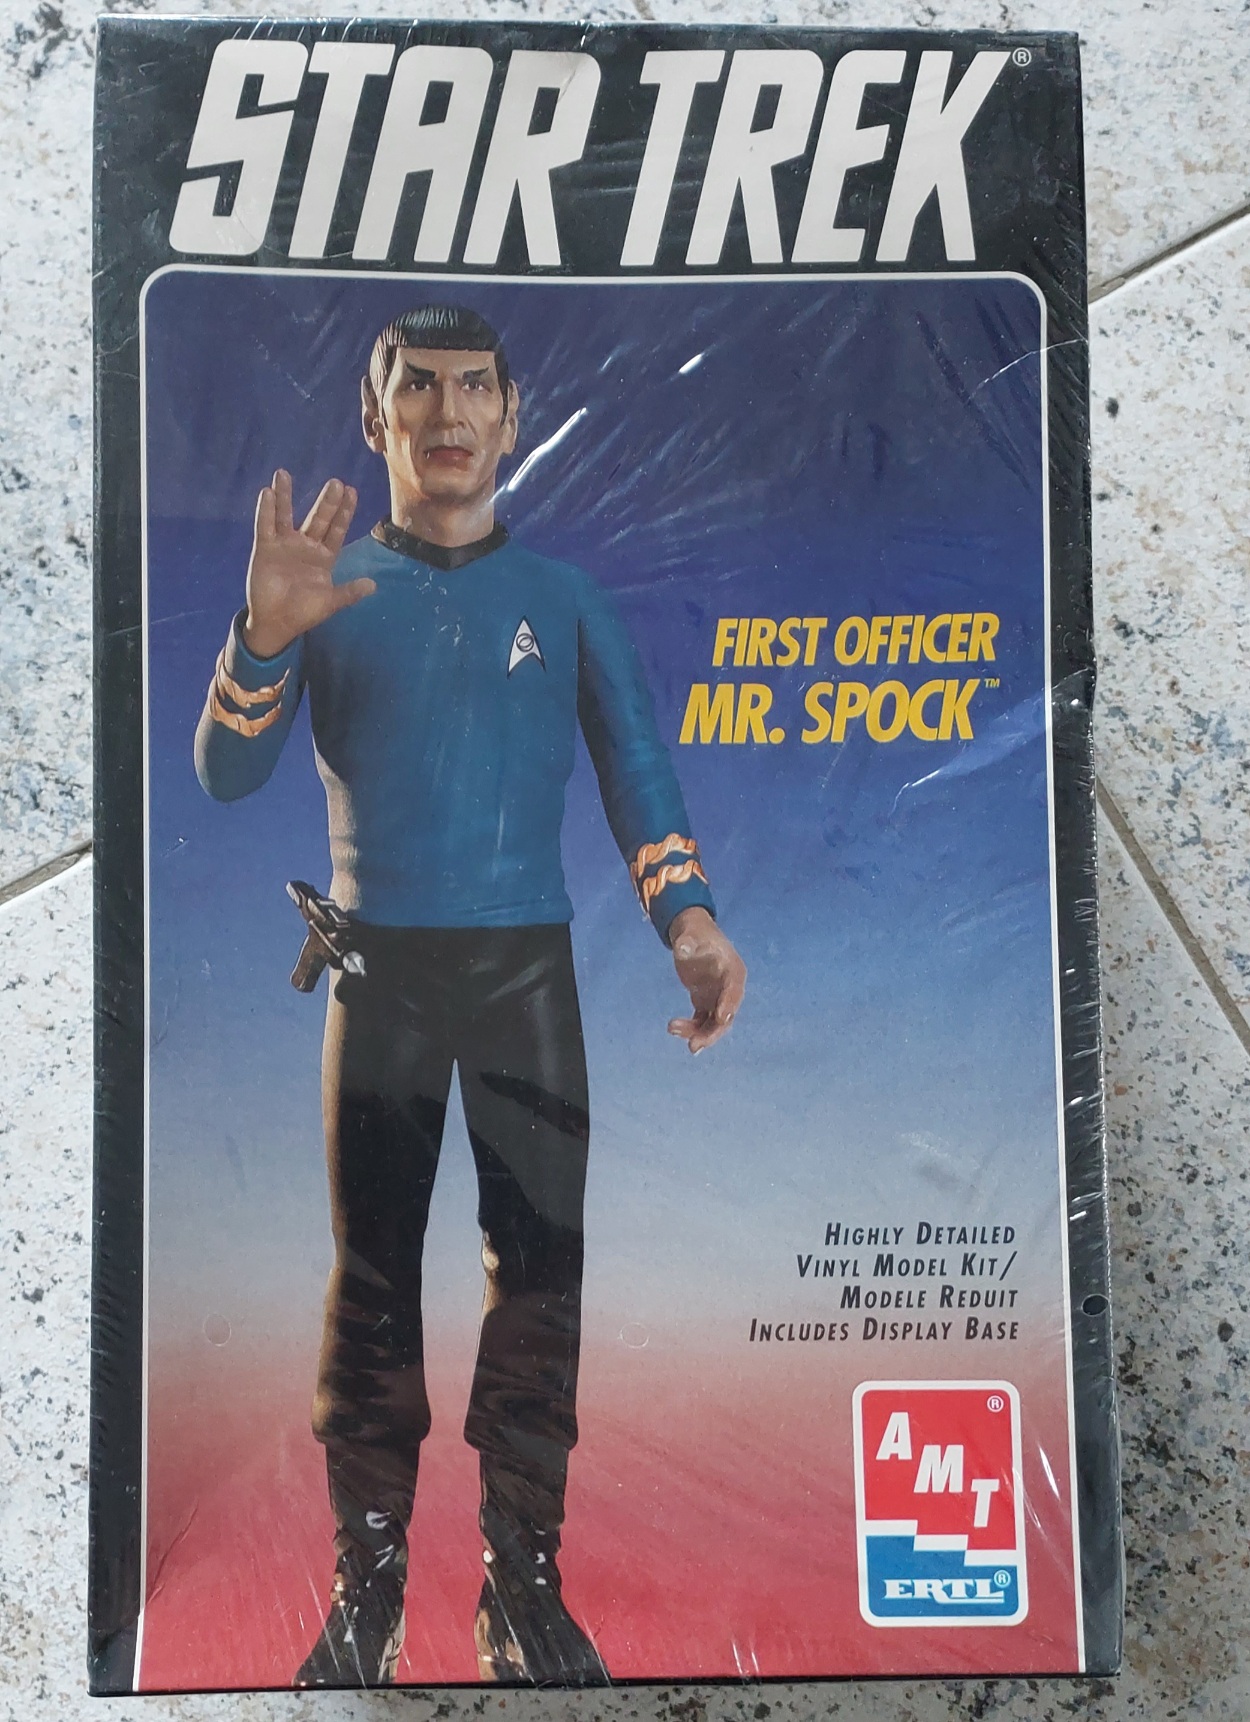 STAR TREK®
FIRST OFFICER
MR. SPOCK™
HIGHLY DETAILED
VINYL MODEL KIT/
MODELE REDUIT
INCLUDES DISPLAY BASE
®
AMT
ERTL®